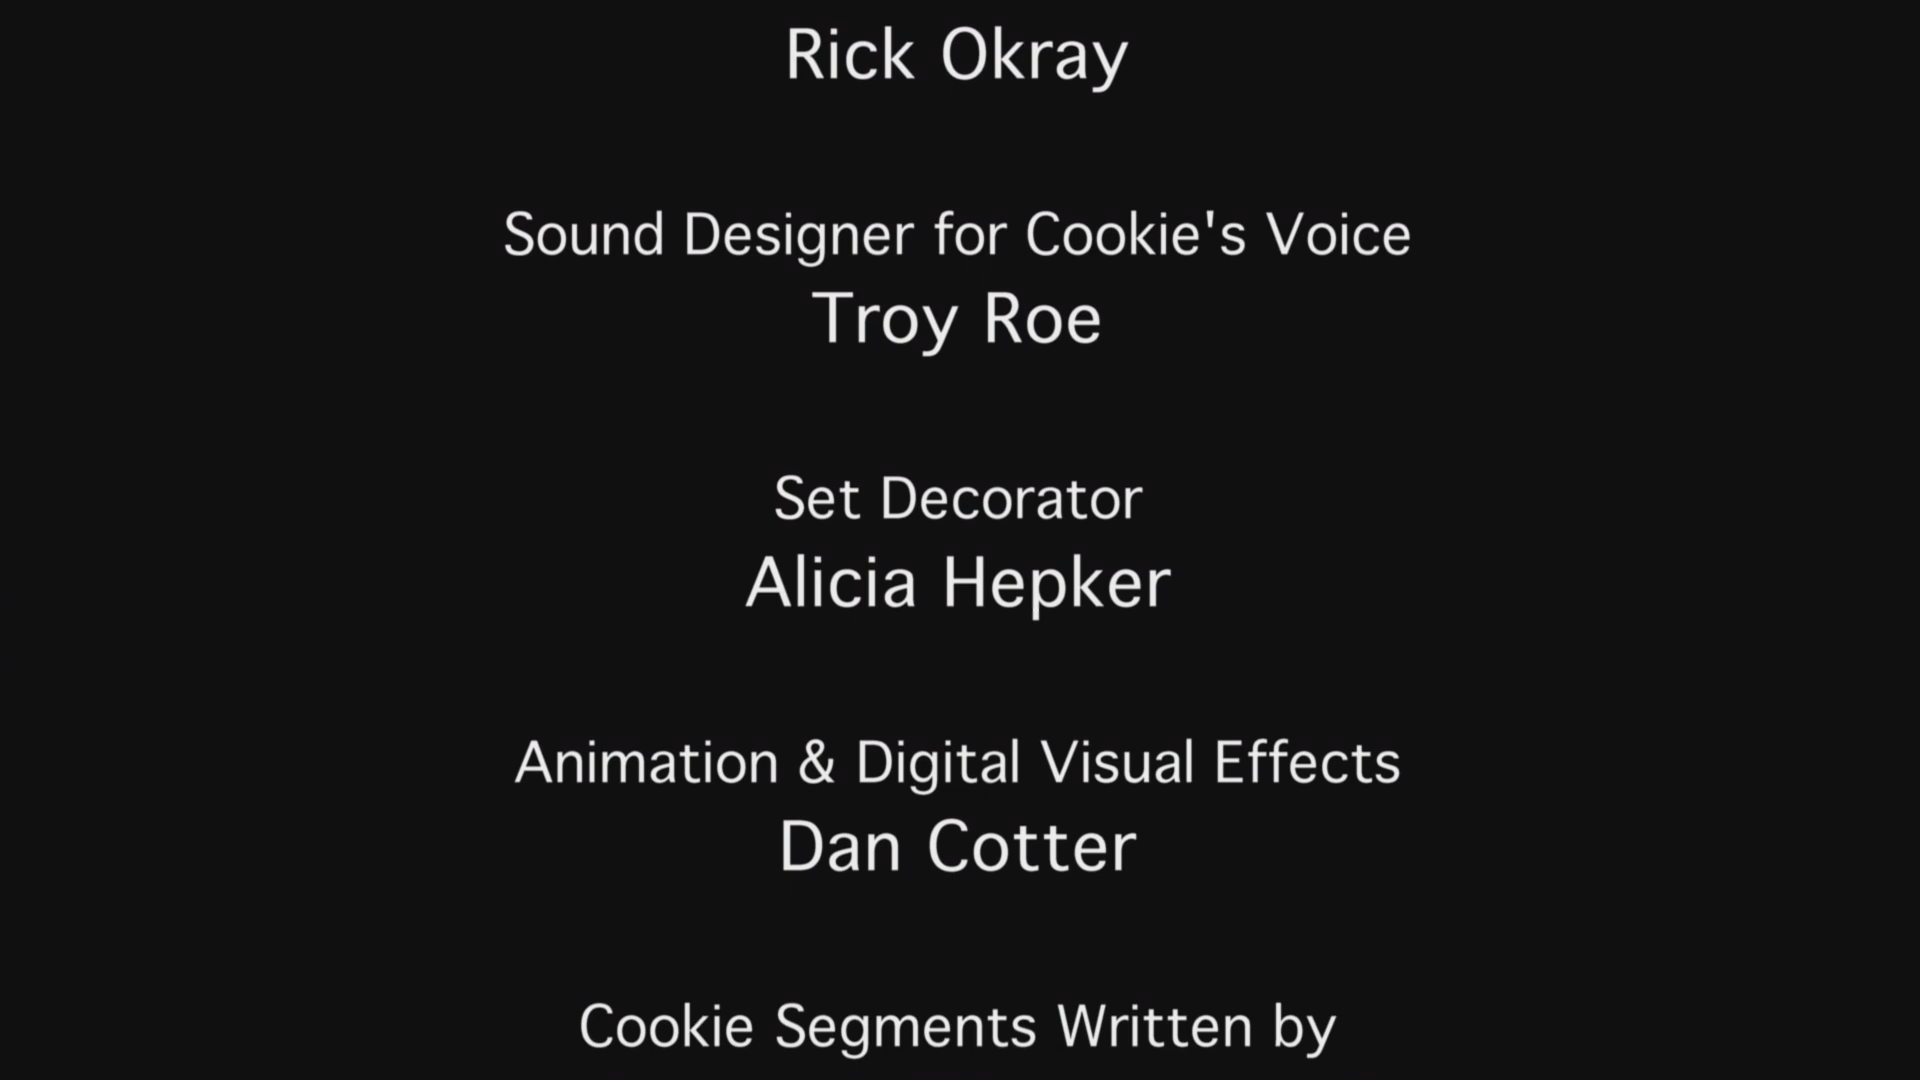 Rick Okray
Sound Designer for Cookie's Voice
Troy Roe
Set Decorator
Alicia Hepker
Animation & Digital Visual Effects
Dan Cotter
Cookie Segments Written by